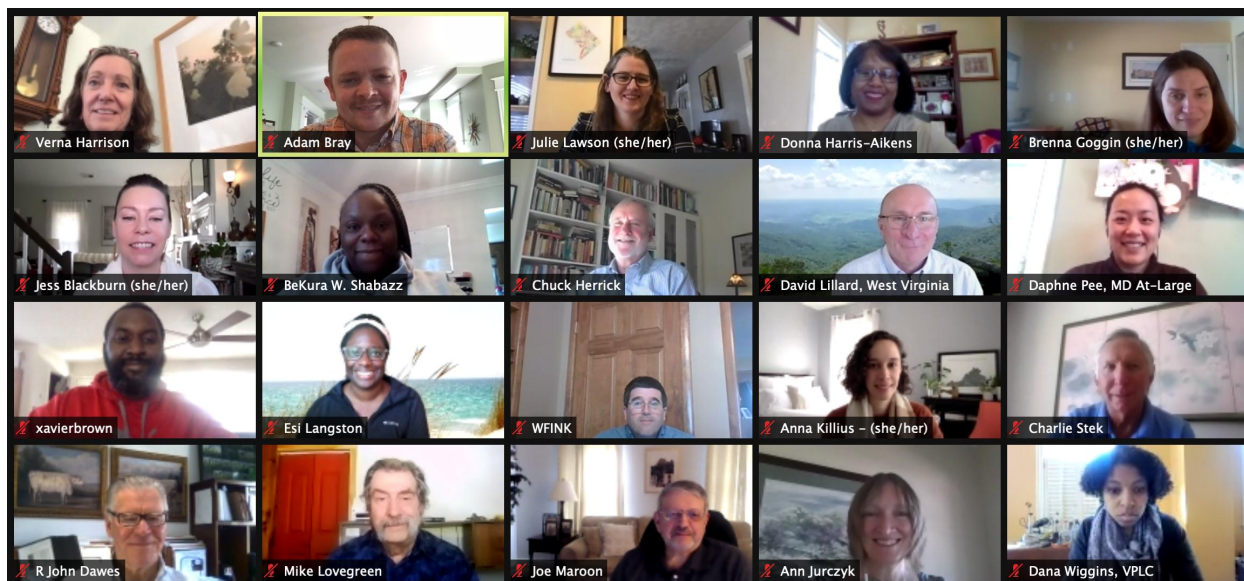 Verna Harrison
Adam Bray
Julie Lawson (she/her)
Donna Harris-Aikens
Brenna Goggin (she/her)
Jess Blackburn (she/her)
life
BeKura W. Shabazz
Chuck Herrick
David Lillard, West Virginia
Daphne Pee, MD At-Large
xavierbrown
Esi Langston
WFINK
Anna Killius - (she/her)
Charlie Stek
R John Dawes
Mike Lovegreen
Joe Maroon
Ann Jurczyk
Dana Wiggins, VPLC